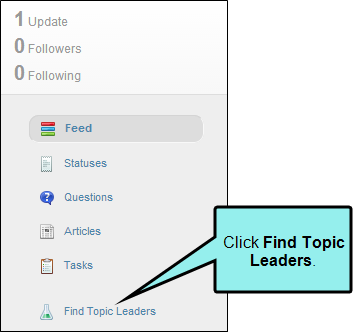 1 Update
0 Followers
0 Following
Feed
Statuses
Questions
Articles
Tasks
Find Topic Leaders
Click Find Topic
Leaders.